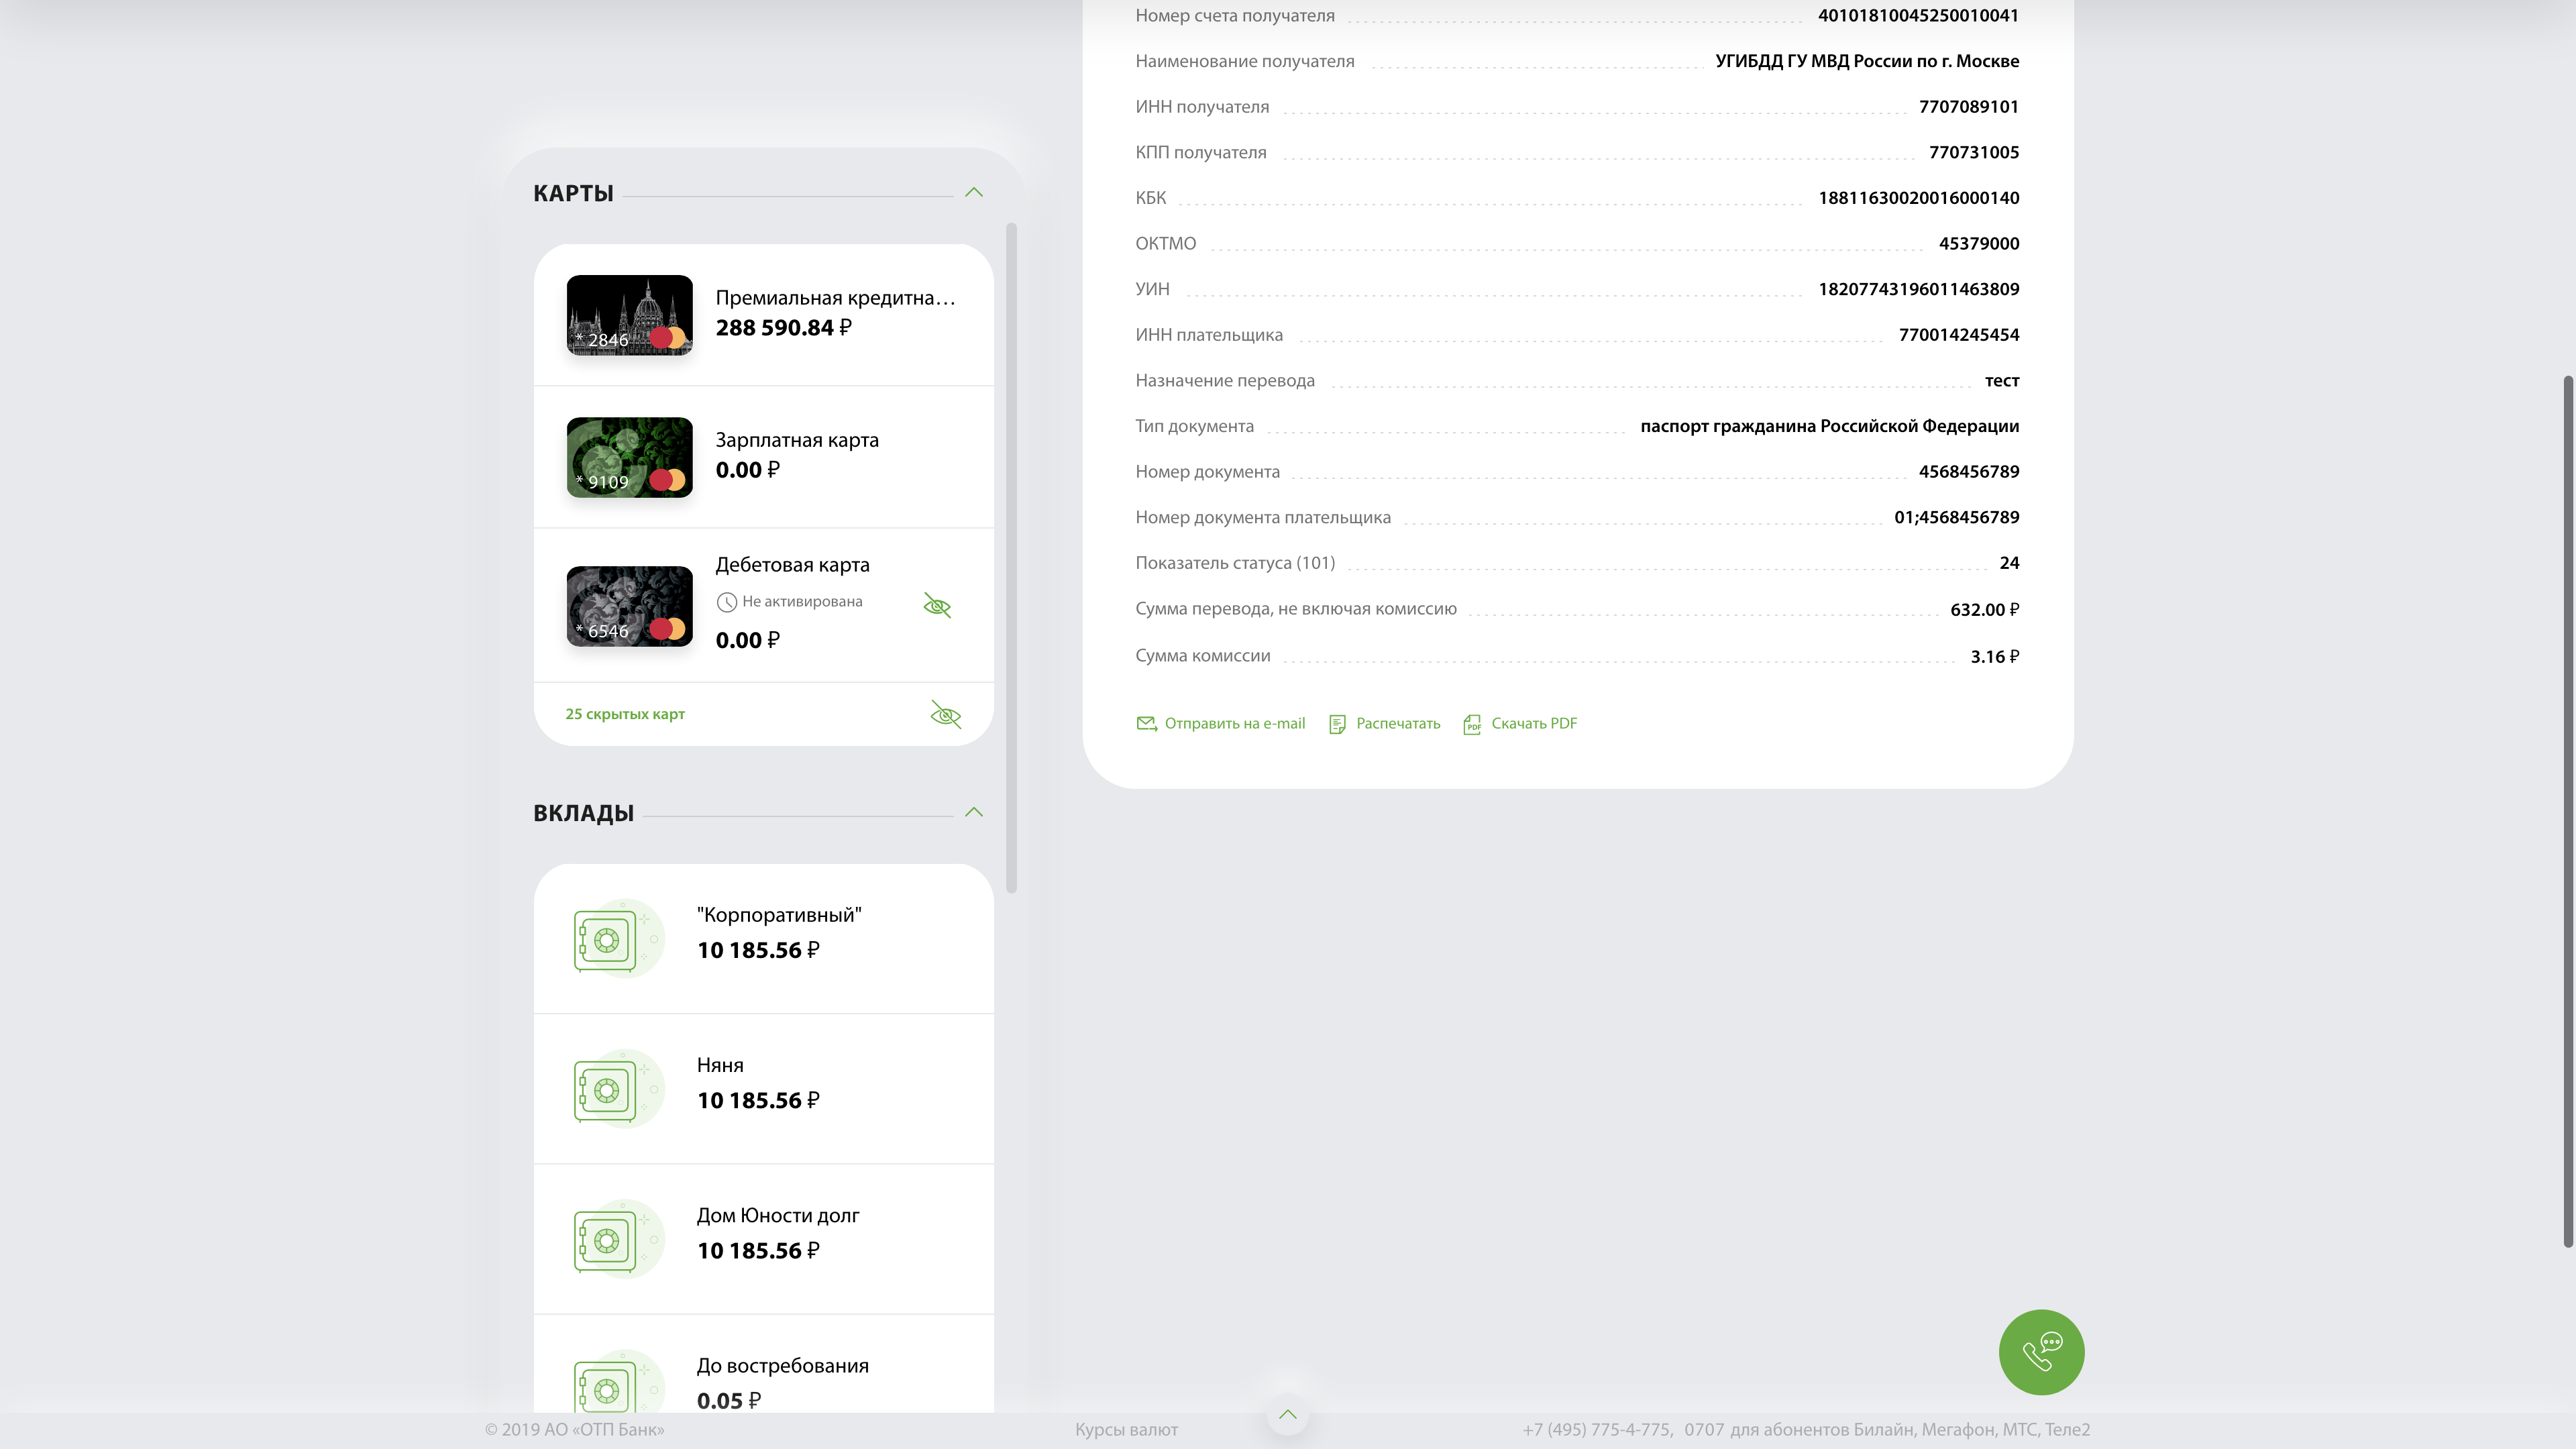 КАРТЫ
Премиальная кредитна...
288 590.84 ₽
* 2846
Зарплатная карта
0.00 ₽
* 9109
Дебетовая карта
Не активирована
0.00 ₽
* 6546
25 скрытых карт
ВКЛАДЫ
"Корпоративный"
10 185.56 ₽
Няня
10 185.56 ₽
Дом Юности долг
10 185.56 ₽
До востребования
0.05 ₽
Номер счета получателя 40101810045250010041
Наименование получателя УГИБДД ГУ МВД России по г. Москве
ИНН получателя 7707089101
КПП получателя 770731005
КБК 18811630020016000140
ОКТМО 45379000
УИН 18207743196011463809
ИНН плательщика 770014245454
Назначение перевода тест
Тип документа паспорт гражданина Российской Федерации
Номер документа 4568456789
Номер документа плательщика 01;4568456789
Показатель статуса (101) 24
Сумма перевода, не включая комиссию 632.00 ₽
Сумма комиссии 3.16 ₽
Отправить на e-mail Распечатать PDF Скачать PDF
© 2019 АО «ОТП Банк» Курсы валют +7 (495) 775-4-775, 0707 для абонентов Билайн, Мегафон, МТС, Теле2